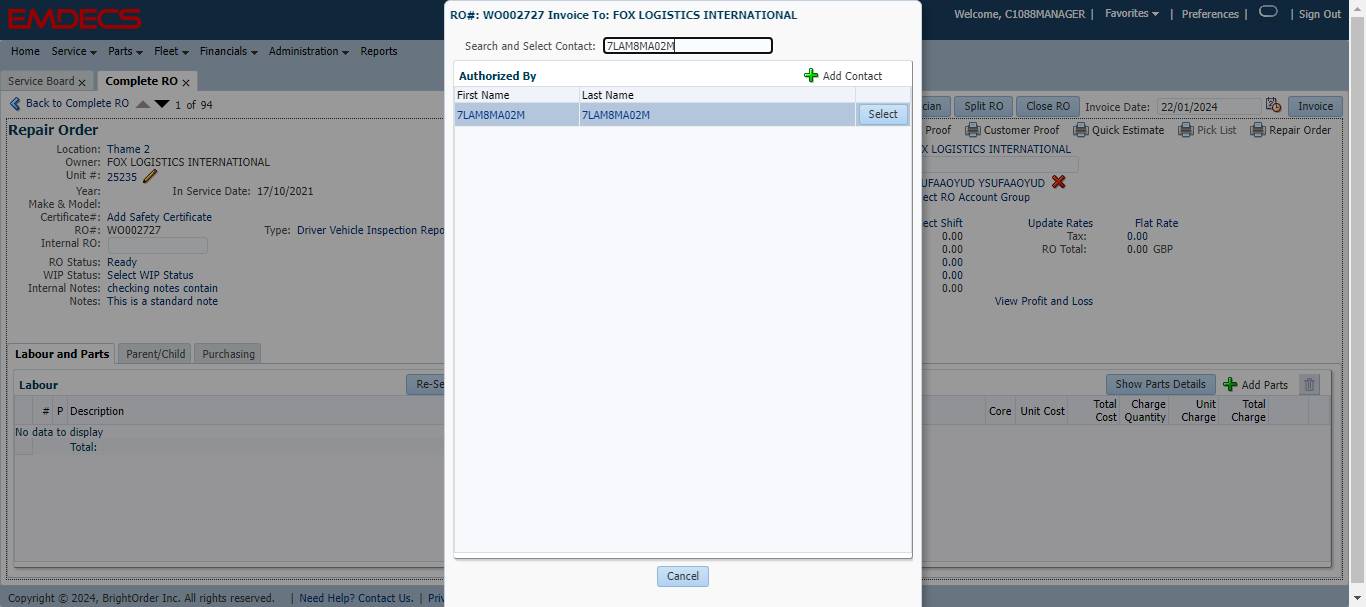 EMDECS
Welcome, C1088MANAGER | Favorites | Preferences | | Sign Out
Home Service Parts Fleet Financials Administration Reports
Service Board x Complete RO x
Back to Complete RO 1 of 94
Split RO Close RO Invoice Date: 22/01/2024 Invoice
Repair Order
Proof Customer Proof Quick Estimate Pick List Repair Order
Location: Thame 2
Owner: FOX LOGISTICS INTERNATIONAL
Unit #: 25235
Year: In Service Date: 17/10/2021
Make & Model:
Certificate#: Add Safety Certificate
RO#: WO002727 Type: Driver Vehicle Inspection Repo
Internal RO:
RO Status: Ready
WIP Status: Select WIP Status
Internal Notes: checking notes contain
Notes: This is a standard note
X LOGISTICS INTERNATIONAL
UFAAOYUD YSUFAAOYUD
ect RO Account Group
ect Shift Update Rates Flat Rate
0.00 Tax: 0.00
0.00 RO Total: 0.00 GBP
0.00
0.00
0.00
View Profit and Loss
Labour and Parts Parent/Child Purchasing
Labour Re-Se
Show Parts Details Add Parts
# P Description
Core Unit Cost Total Cost Charge Quantity Unit Charge Total Charge
No data to display
Total:
Copyright © 2024, BrightOrder Inc. All rights reserved. | Need Help? Contact Us. | Priv
RO#: WO002727 Invoice To: FOX LOGISTICS INTERNATIONAL
Search and Select Contact: 7LAM8MA02M
Authorized By Add Contact
First Name Last Name
7LAM8MA02M 7LAM8MA02M Select
Cancel